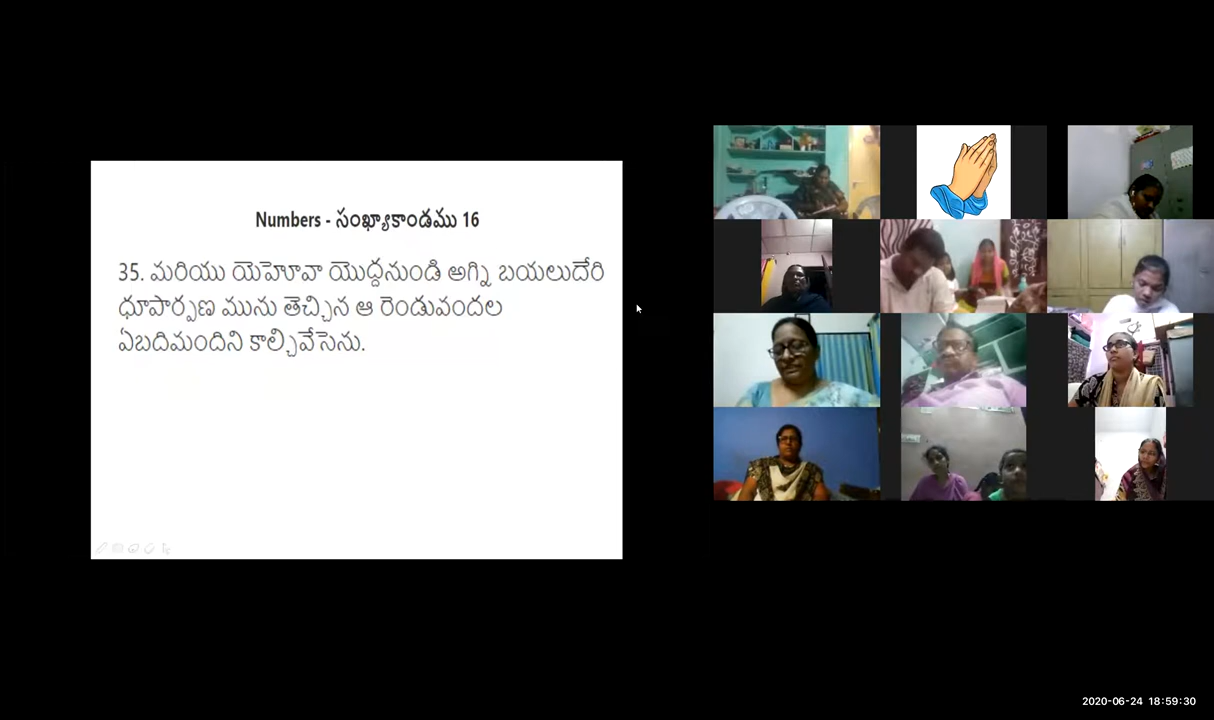 Numbers - సంఖ్యాకాండము 16
35. మరియు యెహోవా యొద్దనుండి అగ్ని బయలుదేరి
ధూపార్పణ మును తెచ్చిన ఆ రెండువందల
ఏబదిమందిని కాల్చివేసెను.
2020-06-24 18:59:30